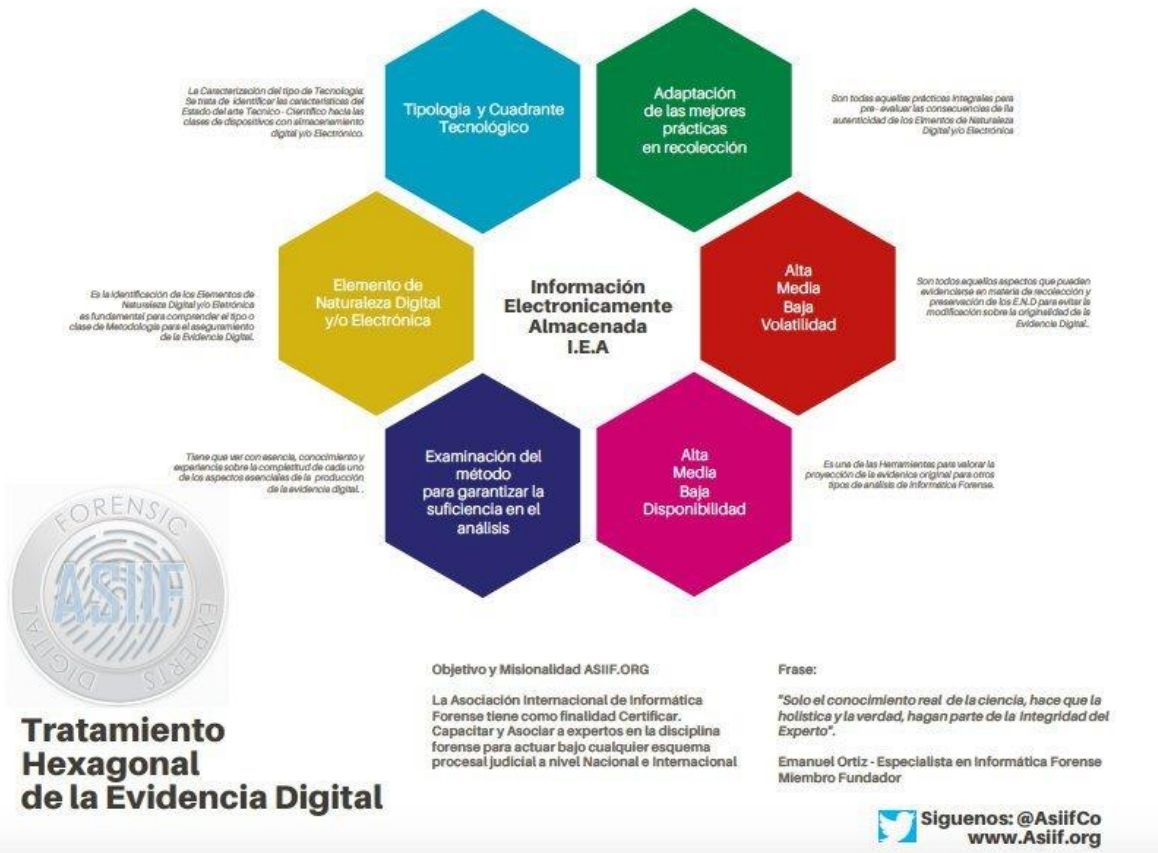 La Caracterización del tipo de Tecnología.
Se trata de identificar las características del
Estado del arte Tecnico - Científico hacia las
clases de dispositivos con almacenamiento
digital y/o Electrónico.
Tipologia y Cuadrante
Tecnológico
Adaptación
de las mejores
prácticas
en recolección
Son todas aquellas prácticas integrales para
pre- evaluar las consecuencias de lla
autenticidad de los Elmentos de Naturaleza
Digital y/o Electrónica
Es la identificación de los Elementos de
Naturaleza Digital y/o Eletrónica
es fundamental para comprender el tipo o
clase de Metodología para el aseguramiento
de la Evidencia Digital.
Elemento de
Naturaleza Digital
y/o Electrónica
Información
Electronicamente
Almacenada
I.E.A
Alta
Media
Baja
Volatilidad
Son todos aquellos aspectos que pueden
evidenciarse en materia de recolección y
preservación de los E.N.D para evitar la
modificación sobre la originalidad de la
Evidencia Digital..
Tiene que ver con esencia, conocimiento y
experiencia sobre la completitud de cada uno
de los aspectos esenciales de la producción
de la evidencia digital. .
Examinación del
método
para garantizar la
suficiencia en el
análisis
Alta
Media
Baja
Disponibilidad
Es una de las Herramientas para valorar la
proyección de la evidenica original para otros
tipos de análisis de Informática Forense.
FORENSIC
ASIIF
DIGITAL EXPERTS
Tratamiento
Hexagonal
de la Evidencia Digital
Objetivo y Misionalidad ASIIF.ORG
La Asociación Internacional de Informática
Forense tiene como finalidad Certificar.
Capacitar y Asociar a expertos en la disciplina
forense para actuar bajo cualquier esquema
procesal judicial a nivel Nacional e Internacional
Frase:
"Solo el conocimiento real de la ciencia, hace que la
holística y la verdad, hagan parte de la Integridad del
Experto".
Emanuel Ortiz - Especialista en Informática Forense
Miembro Fundador
Siguenos: @AsiifCo
www.Asiif.org